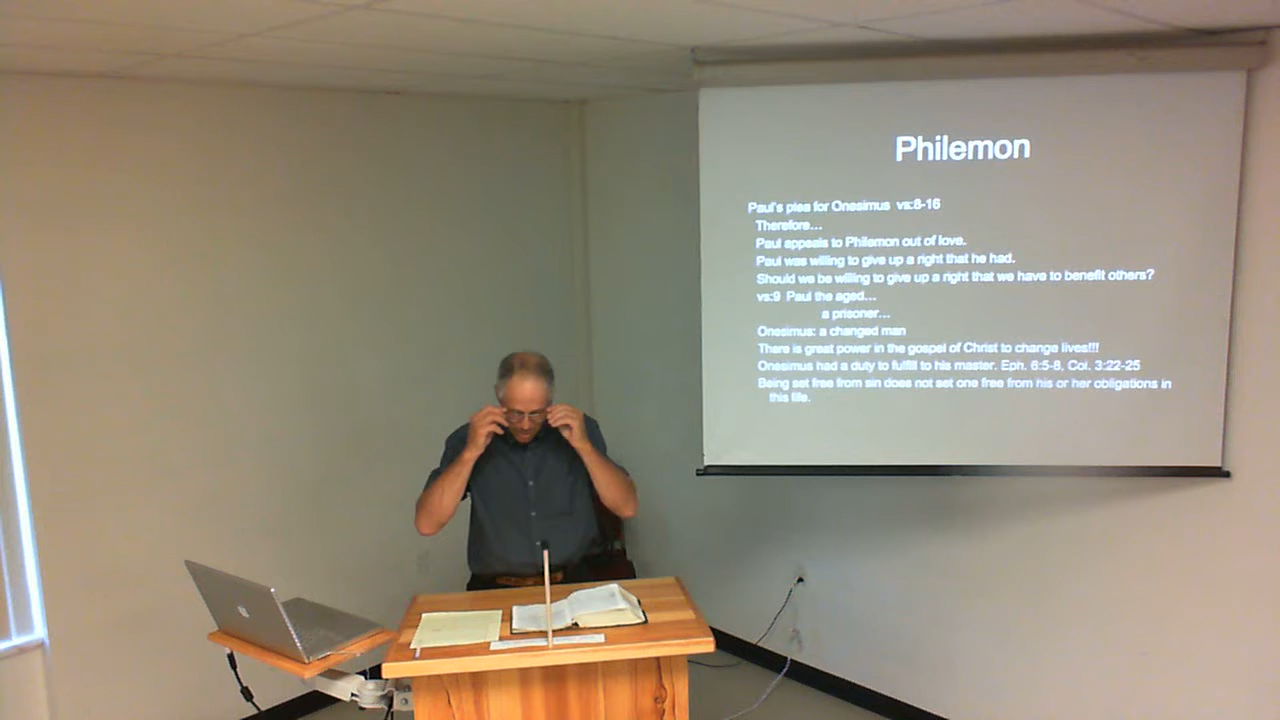 Philemon
Paul's plea for Onesimus vs:8-16
Therefore...
Paul appeals to Philemon out of love.
Paul was willing to give up a right that he had.
Should we be willing to give up a right that we have to benefit others?
vs:9 Paul the aged...
a prisoner...
Onesimus: a changed man
There is great power in the gospel of Christ to change lives!!!
Onesimus had a duty to fulfill to his master. Eph. 6:5-8, Col. 3:22-25
Being set free from sin does not set one free from his or her obligations in
this life.